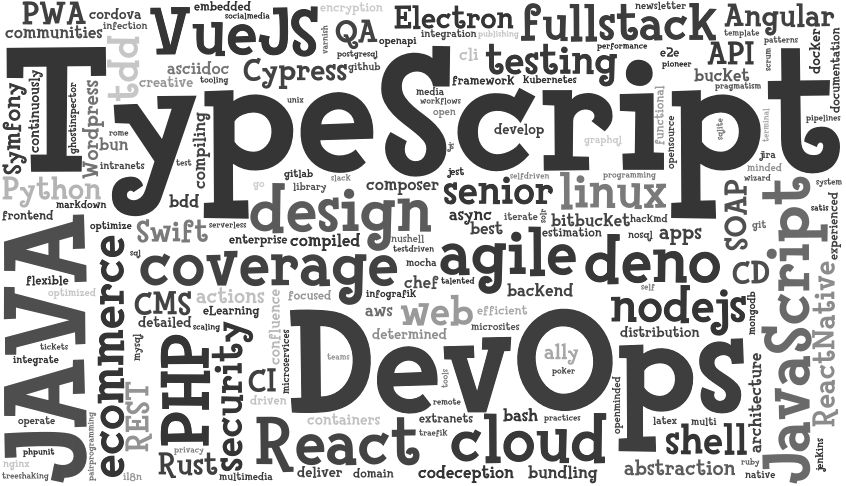 PWA
cordova
embedded
socialmedia
encryption
newsletter
communities
infection
VueJS
varnish
QA
openapi
Electron
integration
publishing
fullstack
Angular
template
patterns
postgresql
github
cli
testing
performance
e2e
pioneer
API
scrum
docker
documentation
tdd
asciidoc
tooling
creative
Cypress
framework
Kubernetes
bucket
pragmatism
Symfony
continuously
TypeScript
ghostinspector
Wordpress
unix
media
workflows
open
develop
graphql
functional
opensource
sqlite
terminal
pipelines
rome
bun
compiling
js
intranets
test
gitlab
slack
jest
selfdriven
programming
jira
minded
wizard
system
Python
go
library
composer
senior
linux
SOAP
satis
experienced
markdown
bdd
frontend
design
async
iterate
solr
bitbucket
hackmd
git
optimize
Swift
serverless
nushell
best
estimation
nosql
apps
JAVA
sql
enterprise
compiled
testdriven
agile
deno
CD
JavaScript
ReactNative
coverage
mocha
chef
talented
flexible
ecommerce
infografik
backend
self
optimized
CMS
actions
focused
nodejs
mongodb
detailed
eLearning
confluence
aws
web
efficient
scaling
determined
microsites
distribution
tickets
mysql
PHP
security
microservices
DevOps
teams
ally
poker
integrate
CI
tools
architecture
REST
driven
remote
openminded
operate
containers
extranets
bash
practices
latex
multi
pairprogramming
React
traefik
cloud
shell
phpunit
privacy
nginx
Rust
ruby
jenkins
treeshaking
i18n
multimedia
deliver
domain
codeception
bundling
abstraction
native